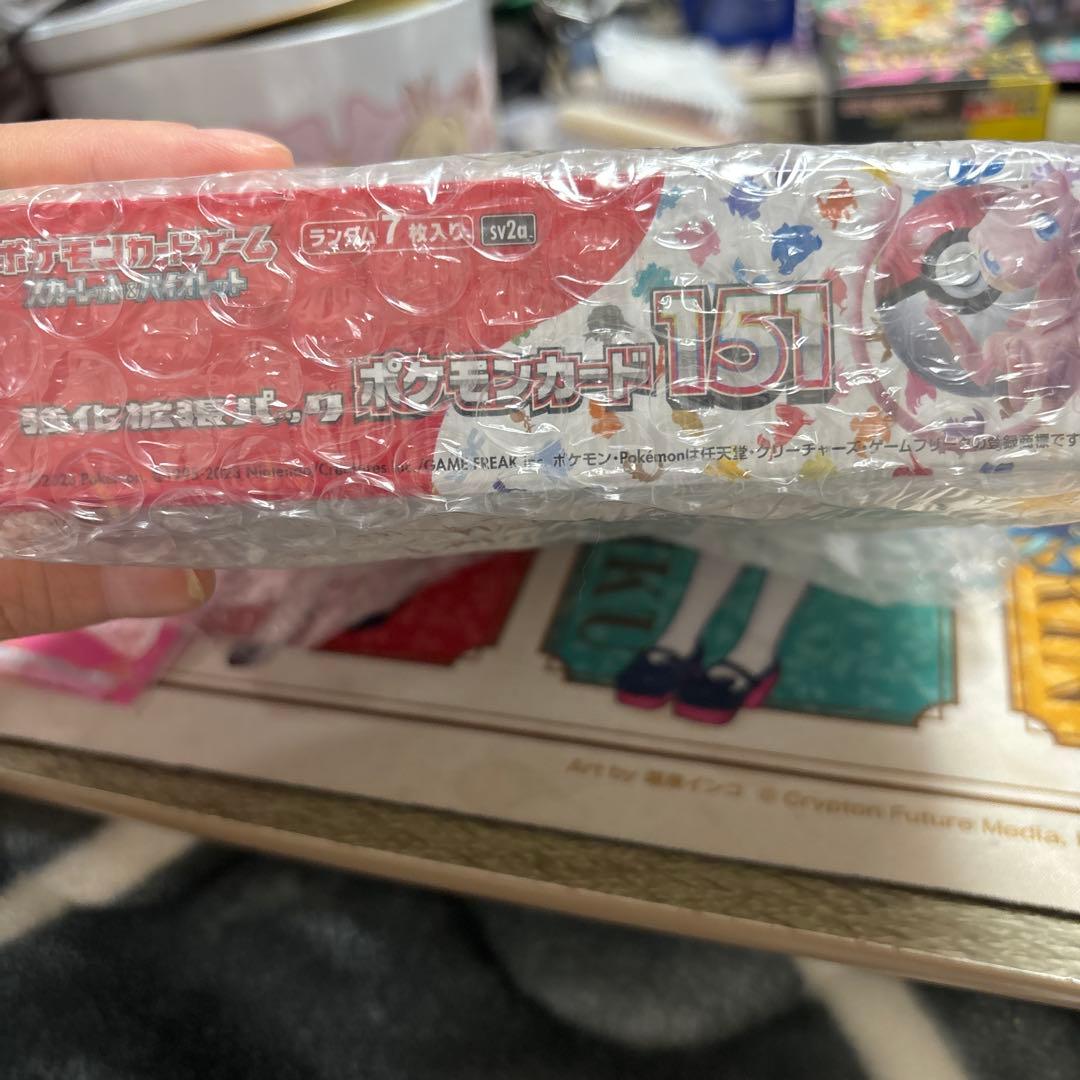 ポケモンカードゲーム
スカーレット&バイオレット
ランダム7枚入り
sv2a
強化拡張パック
ポケモンカード151
©2023 Pokémon. ©1995-2023 Nintendo/Creatures Inc./GAME FREAK inc. ポケモン・Pokémonは任天堂・クリーチャーズ・ゲームフリークの登録商標です
KU
Art by
© Crypton Future Media,